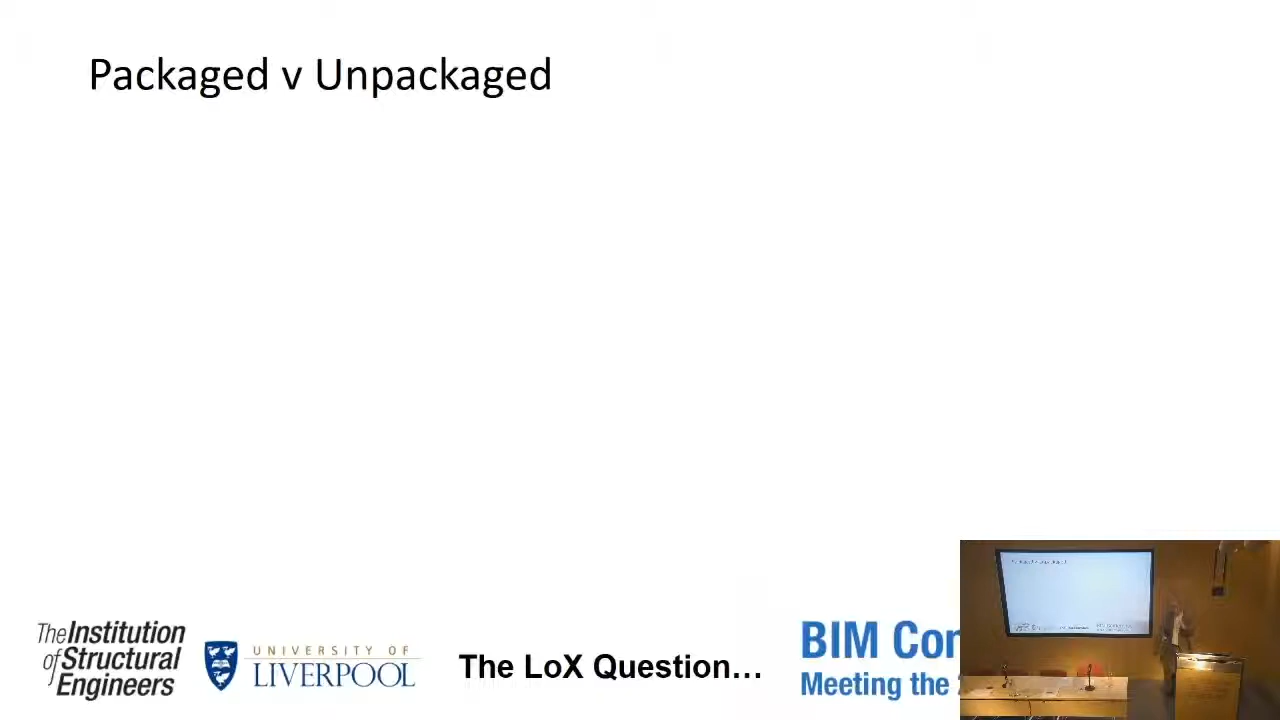 Packaged v Unpackaged
The Institution
of Structural
Engineers
UNIVERSITY OF
LIVERPOOL
The LoX Question...
BIM Con
Meeting the